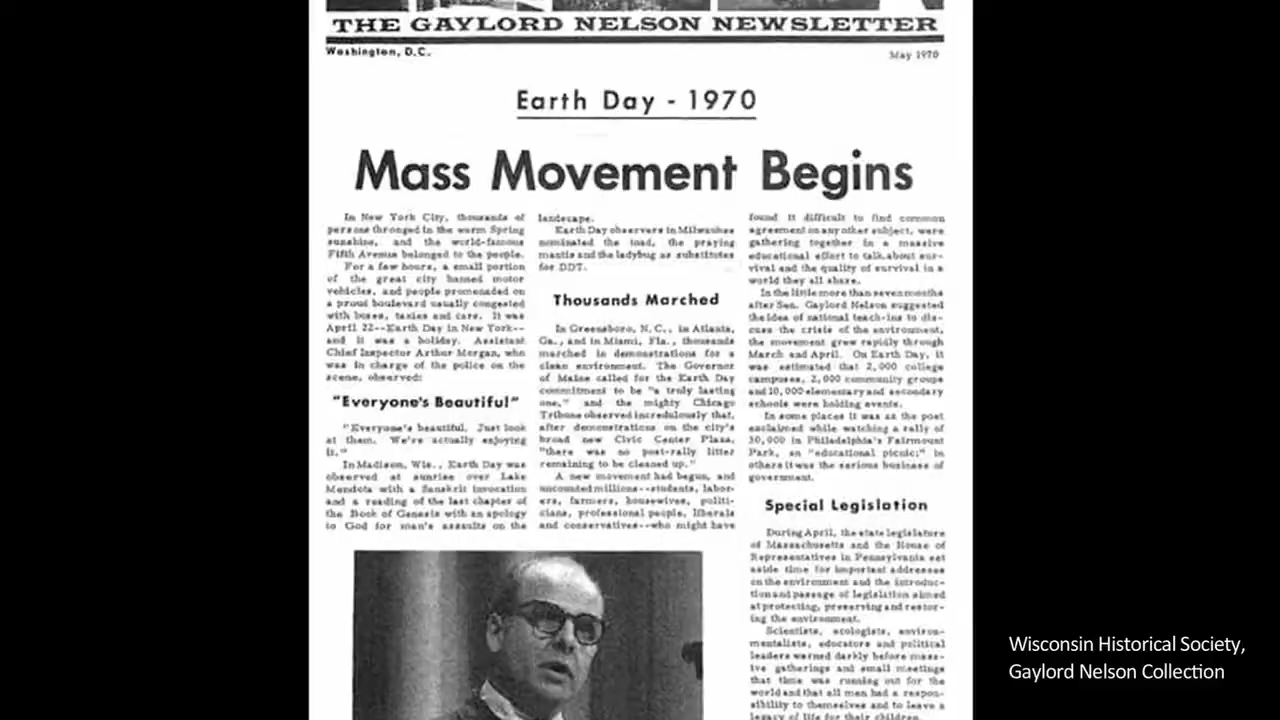 THE GAYLORD NELSON NEWSLETTER
Washington, D.C.
May 1970
Earth Day - 1970
Mass Movement Begins
In New York City, thousands of
persons thronged in the warm Spring
sunshine, and the world-famous
Fifth Avenue belonged to the people.
For a few hours, a small portion
of the great city banned motor
vehicles, and people promenaded on
a proud boulevard usually congested
with buses, taxies and cars. It was
April 22--Earth Day in New York--
and it was a holiday. Assistant
Chief Inspector Arthur Morgan, who
was in charge of the police on the
scene, observed:
"Everyone's Beautiful"
"Everyone's beautiful. Just look
at them. We're actually enjoying
it."
In Madison, Wis., Earth Day was
observed at sunrise over Lake
Mendota with a Sanskrit invocation
and a reading of the last chapter of
the Book of Genesis with an apology
to God for man's assaults on the
landscape.
Earth Day observers in Milwaukee
nominated the toad, the praying
mantis and the ladybug as substitutes
for DDT.
Thousands Marched
In Greensboro, N.C., in Atlanta,
Ga., and in Miami, Fla., thousands
marched in demonstrations for a
clean environment. The Governor
of Maine called for the Earth Day
commitment to be "a truly lasting
one," and the mighty Chicago
Tribune observed incredulously that,
after demonstrations on the city's
broad new Civic Center Plaza,
"there was no post-rally litter
remaining to be cleaned up."
A new movement had begun, and
uncounted millions--students, labor-
ers, farmers, housewives, politi-
cians, professional people, liberals
and conservatives--who might have
found it difficult to find common
agreement on any other subject, were
gathering together in a massive
educational effort to talk about sur-
vival and the quality of survival in a
world they all share.
In the little more than seven months
after Sen. Gaylord Nelson suggested
the idea of national teach-ins to dis-
cuss the crisis of the environment,
the movement grew rapidly through
March and April. On Earth Day, it
was estimated that 2,000 college
campuses, 2,000 community groups
and 10,000 elementary and secondary
schools were holding events.
In some places it was as the poet
exclaimed while watching a rally of
30,000 in Philadelphia's Fairmount
Park, an "educational picnic;" in
others it was the serious business of
government.
Special Legislation
During April, the state legislature
of Massachusetts and the House of
Representatives in Pennsylvania set
aside time for important addresses
on the environment and the introduc-
tion and passage of legislation aimed
at protecting, preserving and restor-
ing the environment.
Scientists, ecologists, environ-
mentalists, educators and political
leaders warned darkly before mass-
ive gatherings and small meetings
that time was running out for the
world and that all men had a respon-
sibility to themselves and to leave a
legacy of life for their children.
Wisconsin Historical Society,
Gaylord Nelson Collection